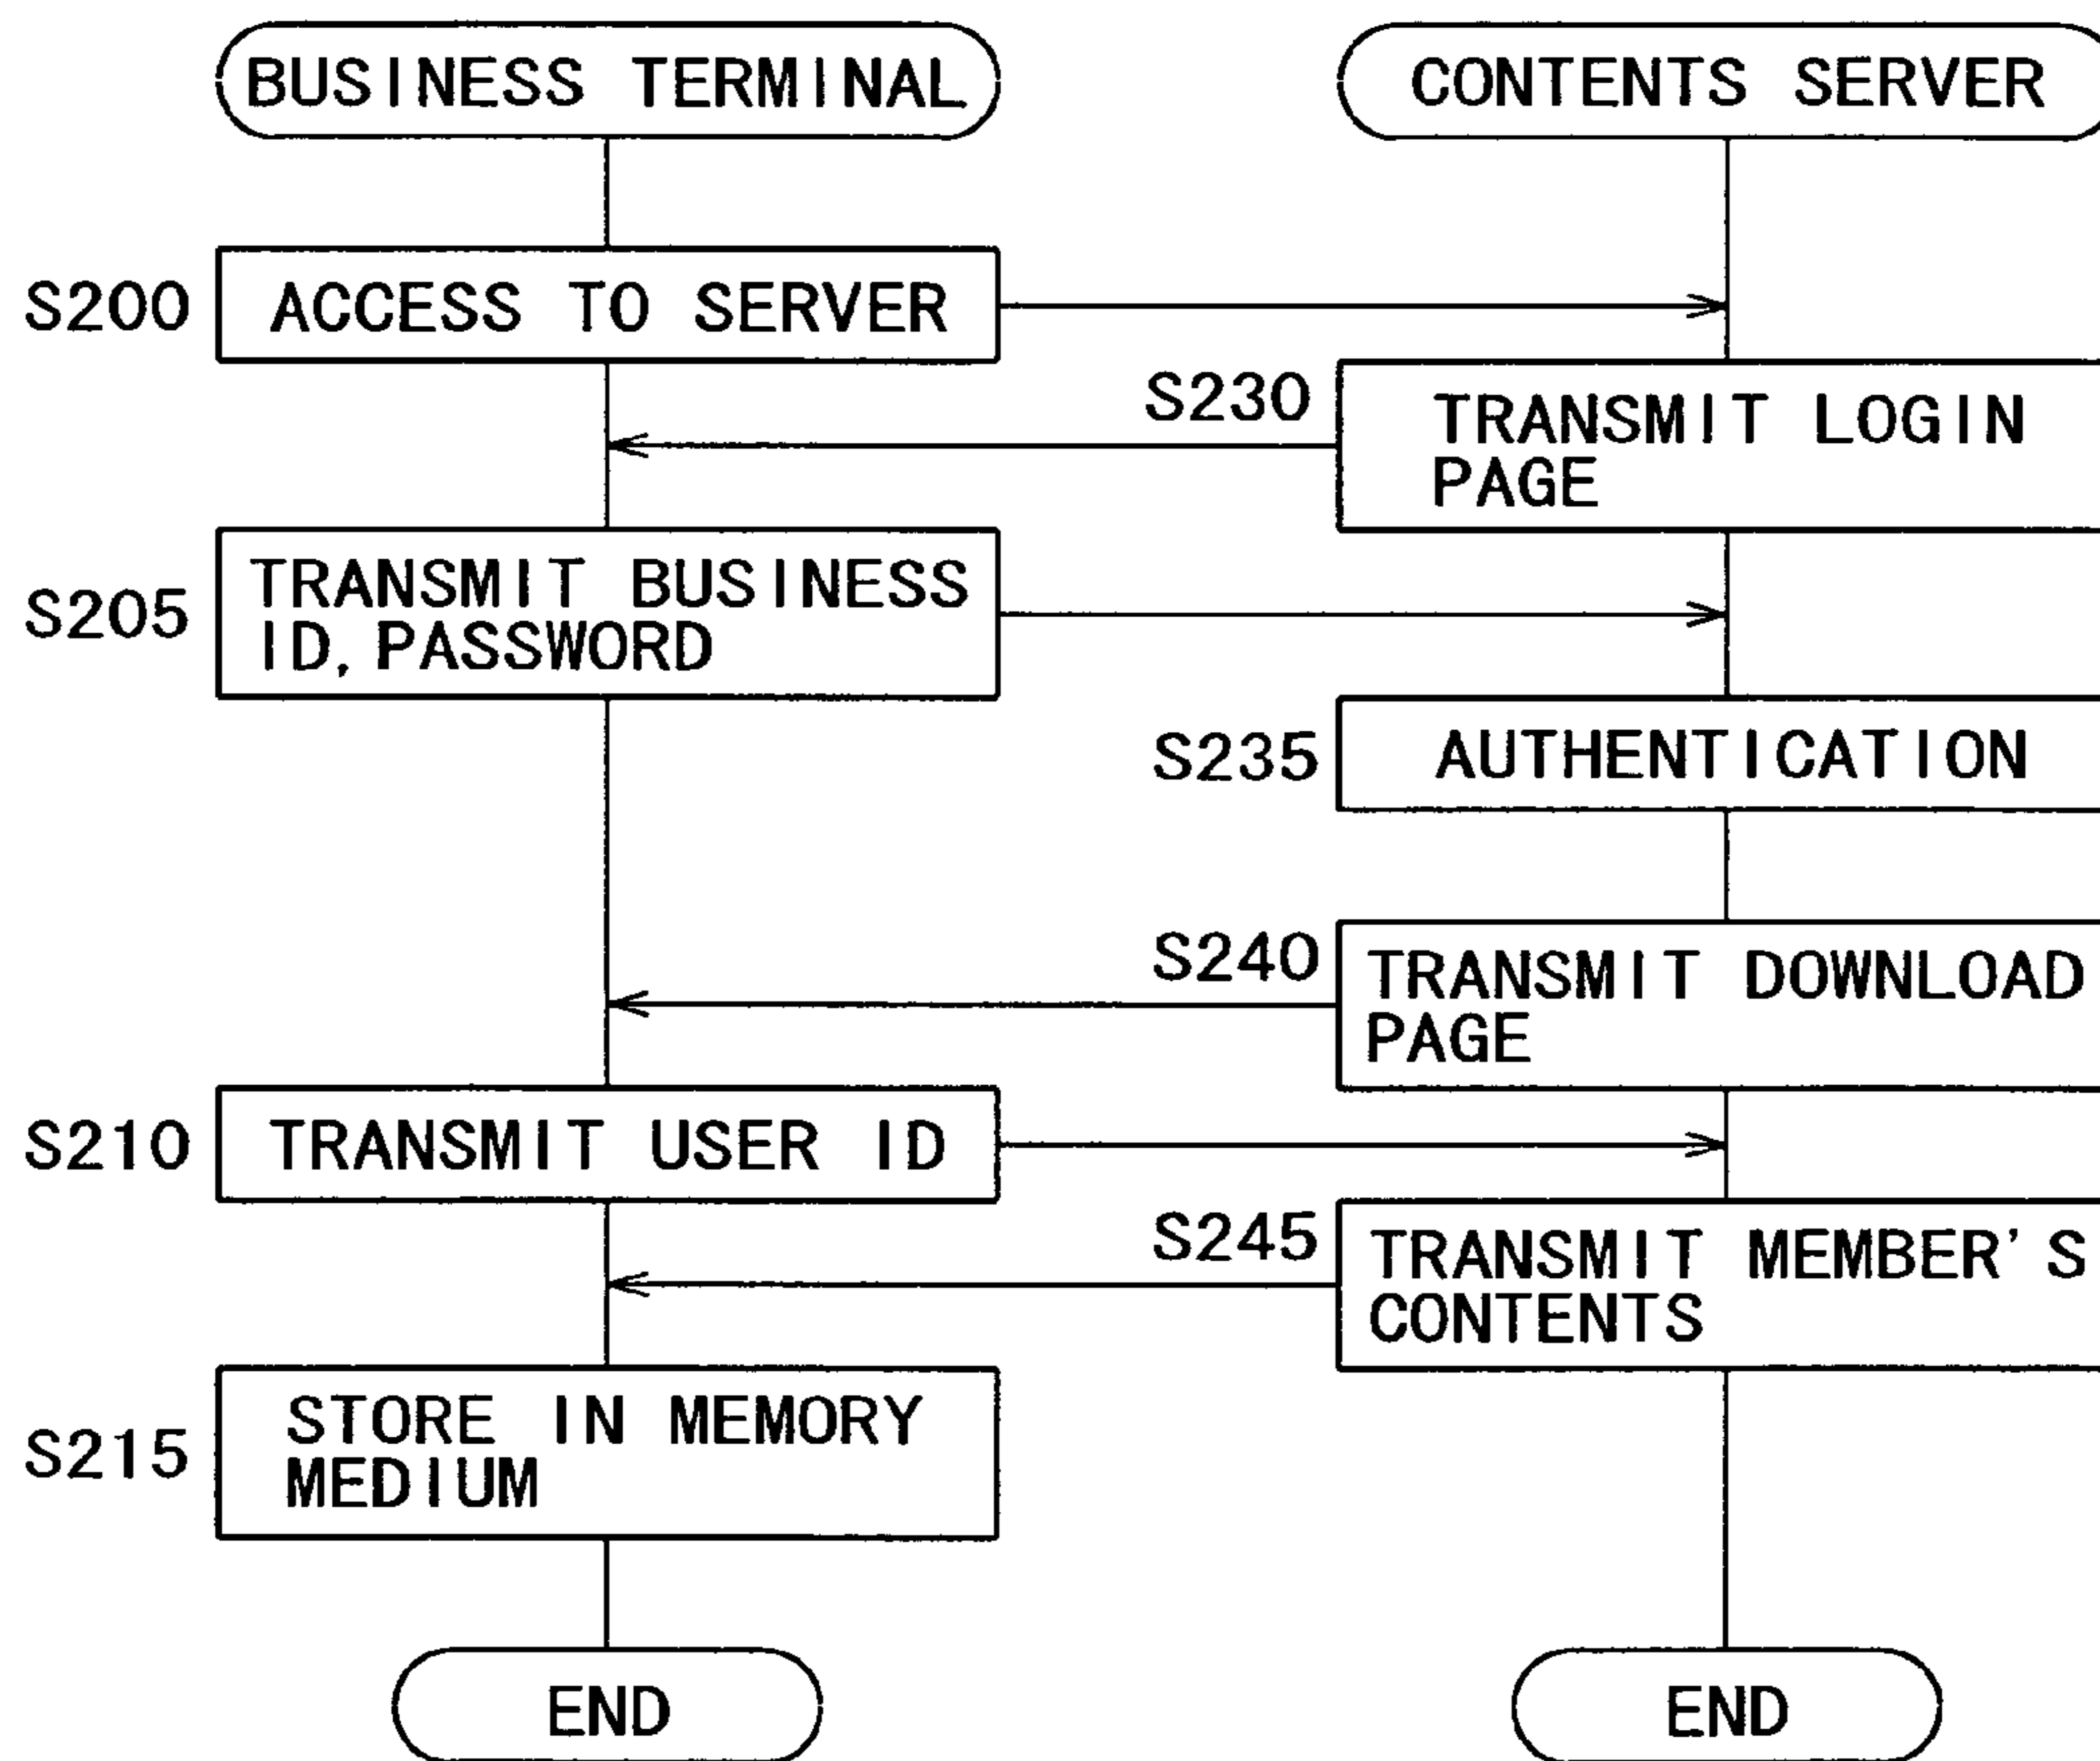 BUSINESS TERMINAL
CONTENTS SERVER
S200
ACCESS TO SERVER
S230
TRANSMIT LOGIN
PAGE
S205
TRANSMIT BUSINESS
ID, PASSWORD
S235
AUTHENTICATION
S240
TRANSMIT DOWNLOAD
PAGE
S210
TRANSMIT USER ID
S245
TRANSMIT MEMBER'S
CONTENTS
S215
STORE IN MEMORY
MEDIUM
END
END